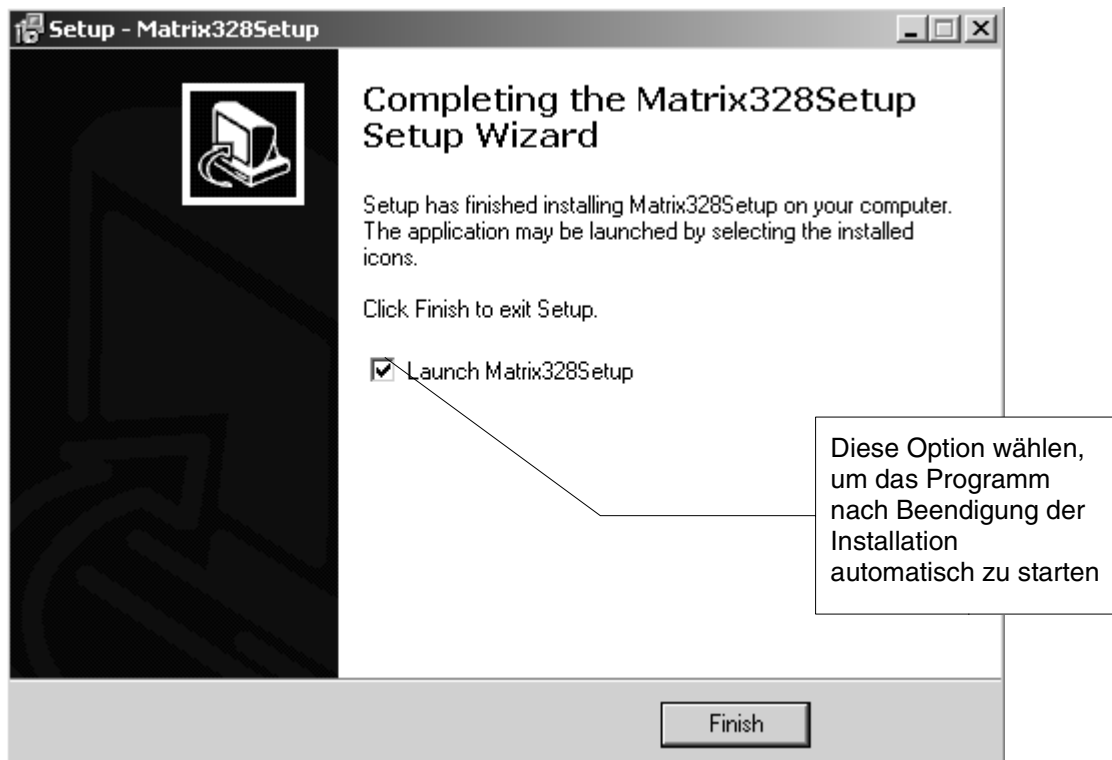 Setup - Matrix328Setup
Completing the Matrix328Setup
Setup Wizard
Setup has finished installing Matrix328Setup on your computer.
The application may be launched by selecting the installed
icons.
Click Finish to exit Setup.
Launch Matrix328Setup
Diese Option wählen,
um das Programm
nach Beendigung der
Installation
automatisch zu starten
Finish